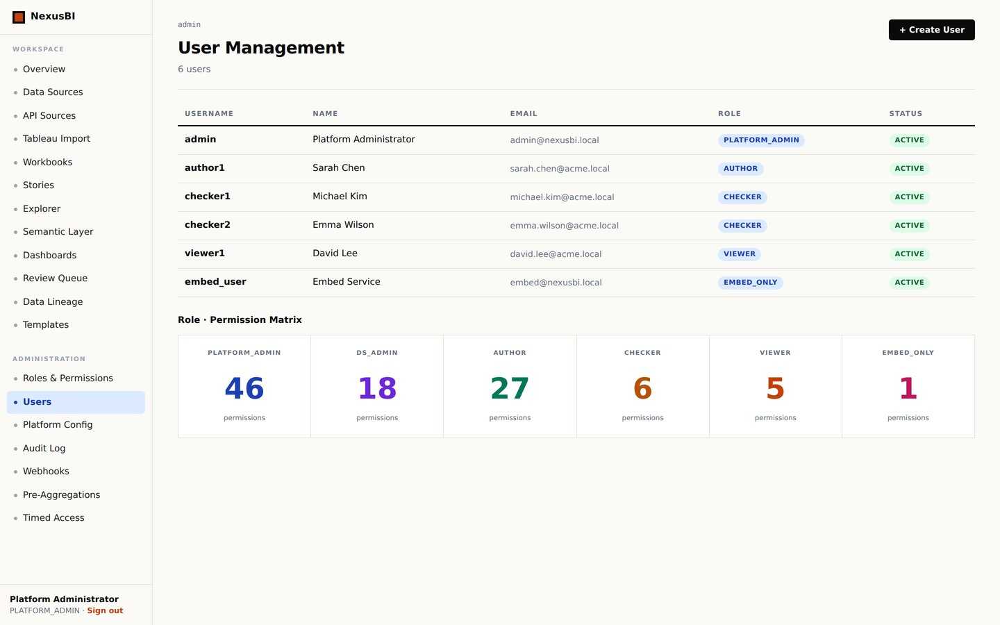 NexusBI
WORKSPACE
Overview
Data Sources
API Sources
Tableau Import
Workbooks
Stories
Explorer
Semantic Layer
Dashboards
Review Queue
Data Lineage
Templates
ADMINISTRATION
Roles & Permissions
Users
Platform Config
Audit Log
Webhooks
Pre-Aggregations
Timed Access
Platform Administrator
PLATFORM_ADMIN · Sign out
admin
User Management
6 users
+ Create User
USERNAME NAME EMAIL ROLE STATUS
admin Platform Administrator admin@nexusbi.local PLATFORM_ADMIN ACTIVE
author1 Sarah Chen sarah.chen@acme.local AUTHOR ACTIVE
checker1 Michael Kim michael.kim@acme.local CHECKER ACTIVE
checker2 Emma Wilson emma.wilson@acme.local CHECKER ACTIVE
viewer1 David Lee david.lee@acme.local VIEWER ACTIVE
embed_user Embed Service embed@nexusbi.local EMBED_ONLY ACTIVE
Role · Permission Matrix
PLATFORM_ADMIN DS_ADMIN AUTHOR CHECKER VIEWER EMBED_ONLY
46 18 27 6 5 1
permissions permissions permissions permissions permissions permissions